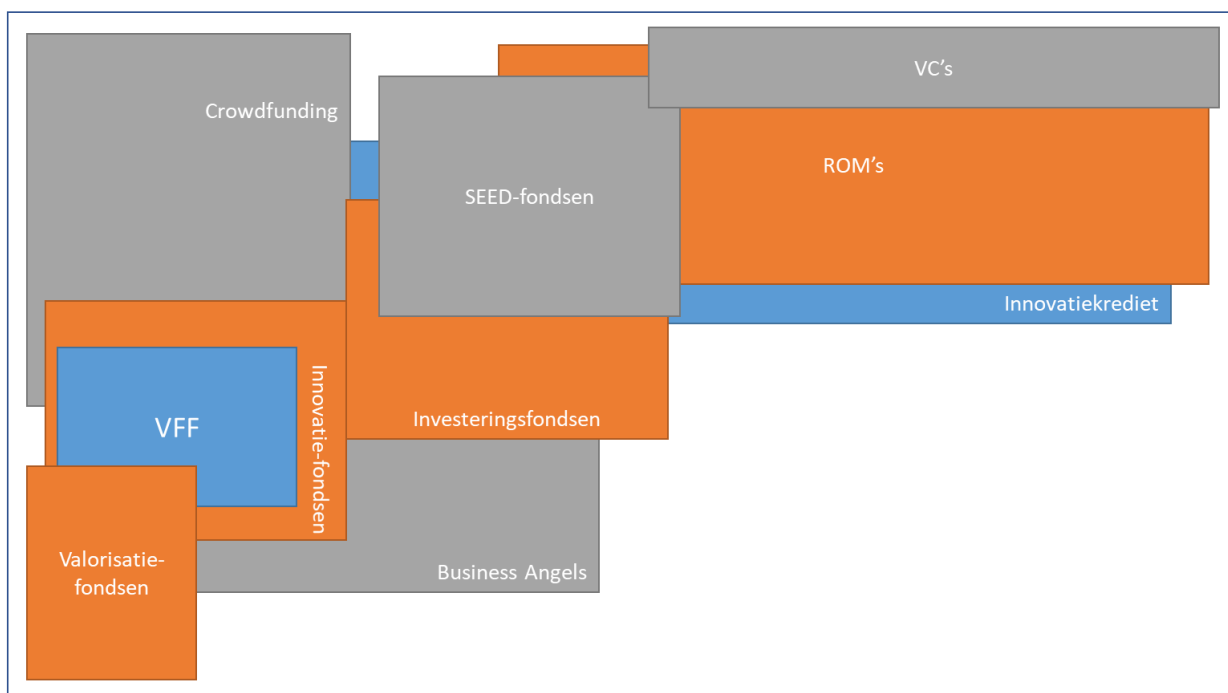 VC's
Crowdfunding
ROM's
SEED-fondsen
Innovatiekrediet
Investeringsfondsen
VFF
Innovatie-fondsen
Valorisatie-
fondsen
Business Angels